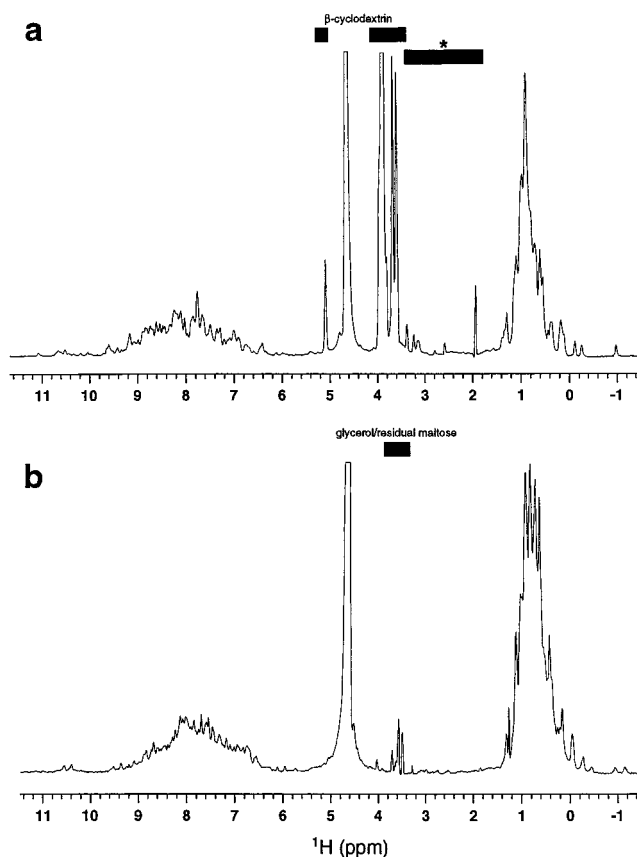 a
β-cyclodextrin
*
11 10 9 8 7 6 5 4 3 2 1 0 -1
b
glycerol/residual maltose
11 10 9 8 7 6 5 4 3 2 1 0 -1
¹H (ppm)